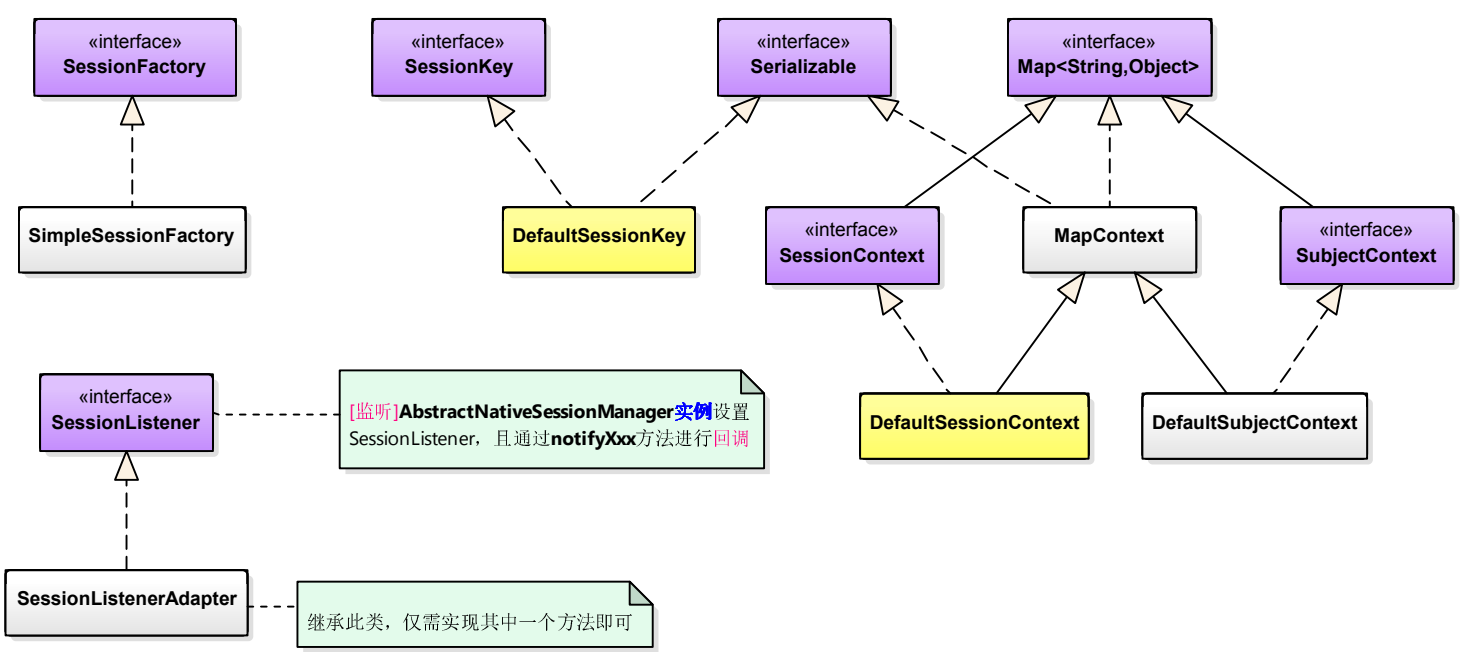 «interface»
SessionFactory
«interface»
SessionKey
«interface»
Serializable
«interface»
Map<String,Object>
SimpleSessionFactory
DefaultSessionKey
«interface»
SessionContext
MapContext
«interface»
SubjectContext
«interface»
SessionListener
[监听]AbstractNativeSessionManager实例设置
SessionListener，且通过notifyXxx方法进行回调
DefaultSessionContext
DefaultSubjectContext
SessionListenerAdapter
继承此类，仅需实现其中一个方法即可